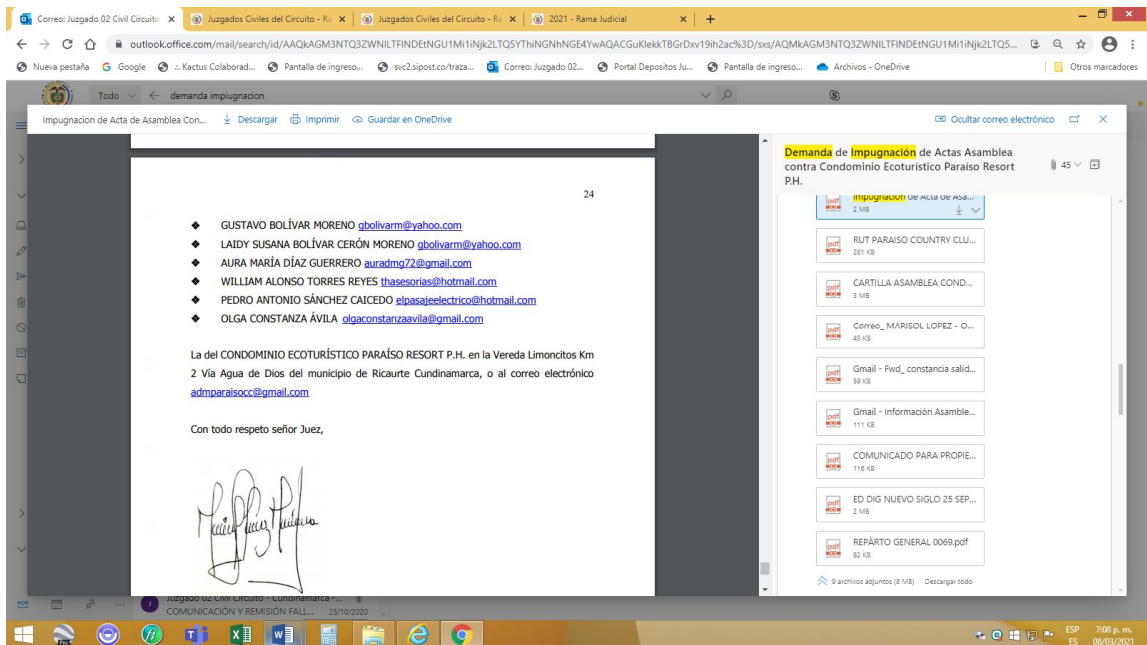 Correo: Juzgado 02 Civil Circuito
Juzgados Civiles del Circuito - Ra
Juzgados Civiles del Circuito - Ra
2021 - Rama Judicial
outlook.office.com/mail/search/id/AAQkAGM3NTQ3ZWNlLTFlNDEtNGU1Mi1iNjk2LTQ5YThiNGNhNGE4YwAQACGuKlekkTBGrDxv19ih2ac%3D/sxs/AQMkAGM3NTQ3ZWNlLTFlNDEtNGU1Mi1iNjk2LTQ5...
Nueva pestaña
Google
.:: Kactus Colaborad...
Pantalla de ingreso...
svc2.sipost.co/traza...
Correo: Juzgado 02...
Portal Depositos Ju...
Pantalla de ingreso...
Archivos - OneDrive
Otros marcadores
Todo
demanda impiugnacion
Impugnacion de Acta de Asamblea Con...
Descargar
Imprimir
Guardar en OneDrive
Ocultar correo electrónico
24
GUSTAVO BOLÍVAR MORENO gbolivarm@yahoo.com
LAIDY SUSANA BOLÍVAR CERÓN MORENO gbolivarm@yahoo.com
AURA MARÍA DÍAZ GUERRERO auradmg72@gmail.com
WILLIAM ALONSO TORRES REYES thasesorias@hotmail.com
PEDRO ANTONIO SÁNCHEZ CAICEDO elpasajeelectrico@hotmail.com
OLGA CONSTANZA ÁVILA olgaconstanzaavila@gmail.com
La del CONDOMINIO ECOTURÍSTICO PARAÍSO RESORT P.H. en la Vereda Limoncitos Km
2 Vía Agua de Dios del municipio de Ricaurte Cundinamarca, o al correo electrónico
admparaisocc@gmail.com
Con todo respeto señor Juez,
Demanda de Impugnación de Actas Asamblea
contra Condominio Ecoturístico Paraíso Resort
P.H.
45
Impugnacion de Acta de Asa...
2 MB
RUT PARAISO COUNTRY CLU...
281 KB
CARTILLA ASAMBLEA COND...
3 MB
Correo_ MARISOL LOPEZ - O...
45 KB
Gmail - Fwd_ constancia salid...
59 KB
Gmail - Información Asamble...
111 KB
COMUNICADO PARA PROPIE...
116 KB
ED DIG NUEVO SIGLO 25 SEP...
2 MB
REPÀRTO GENERAL 0069.pdf
82 KB
9 archivos adjuntos (8 MB) Descargar todo
Juzgado 02 Civil Circuito - Cundinamarca -...
COMUNICACIÓN Y REMISIÓN FALL... 23/10/2020
ESP
ES
7:08 p. m.
08/03/2021